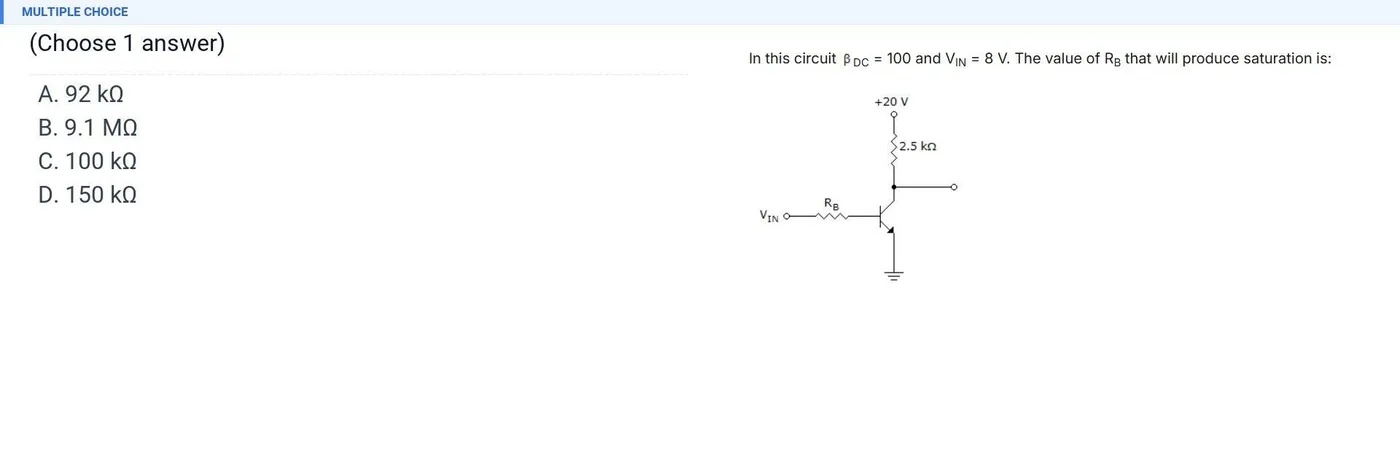 MULTIPLE CHOICE
(Choose 1 answer)
A. 92 kΩ
B. 9.1 MΩ
C. 100 kΩ
D. 150 kΩ
In this circuit β DC = 100 and VIN = 8 V. The value of RB that will produce saturation is:
+20 V
2.5 kΩ
RB
VIN